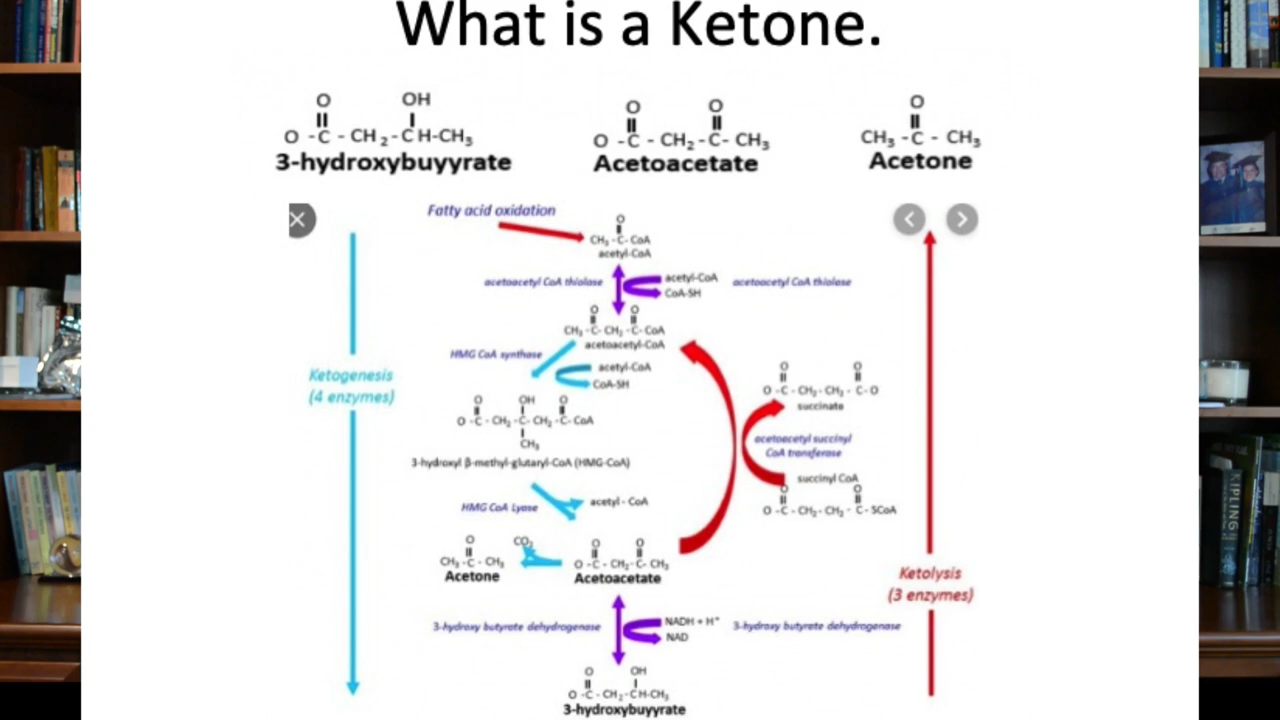 What is a Ketone.
O
OH
O
O
O
O - C - CH₂ - CH-CH₃
O - C - CH₂ - C- CH₃
CH₃ - C - CH₃
3-hydroxybuyyrate
Acetoacetate
Acetone
Fatty acid oxidation
O
CH₃ - C- CoA
acetyl-CoA
acetoacetyl CoA thiolase
acetyl-CoA
acetoacetyl CoA thiolase
CoA-SH
O
O
CH₃ - C- CH₂ - C- CoA
acetoacetyl-CoA
HMG CoA synthase
acetyl-CoA
CoA-SH
Ketogenesis
(4 enzymes)
O
OH
O
O - C - CH₂ - C- CH₂ - C- CoA
CH₃
3-hydroxyl β-methyl-glutaryl-CoA (HMG-CoA)
O
O
O - C - CH₂- CH₂ - C - O
succinate
acetoacetyl succinyl
CoA transferase
succinyl CoA
O
O
O - C - CH₂- CH₂ - C- SCoA
HMG CoA Lyase
acetyl - CoA
O
CO₂
O
O
CH₃ - C - CH₃
O - C - CH₂- C- CH₃
Acetone
Acetoacetate
Ketolysis
(3 enzymes)
3-hydroxy butyrate dehydrogenase
NADH + H⁺
3-hydroxy butyrate dehydrogenase
NAD
O
OH
O - C - CH₂ - CH-CH₃
3-hydroxybuyyrate
KIPLING